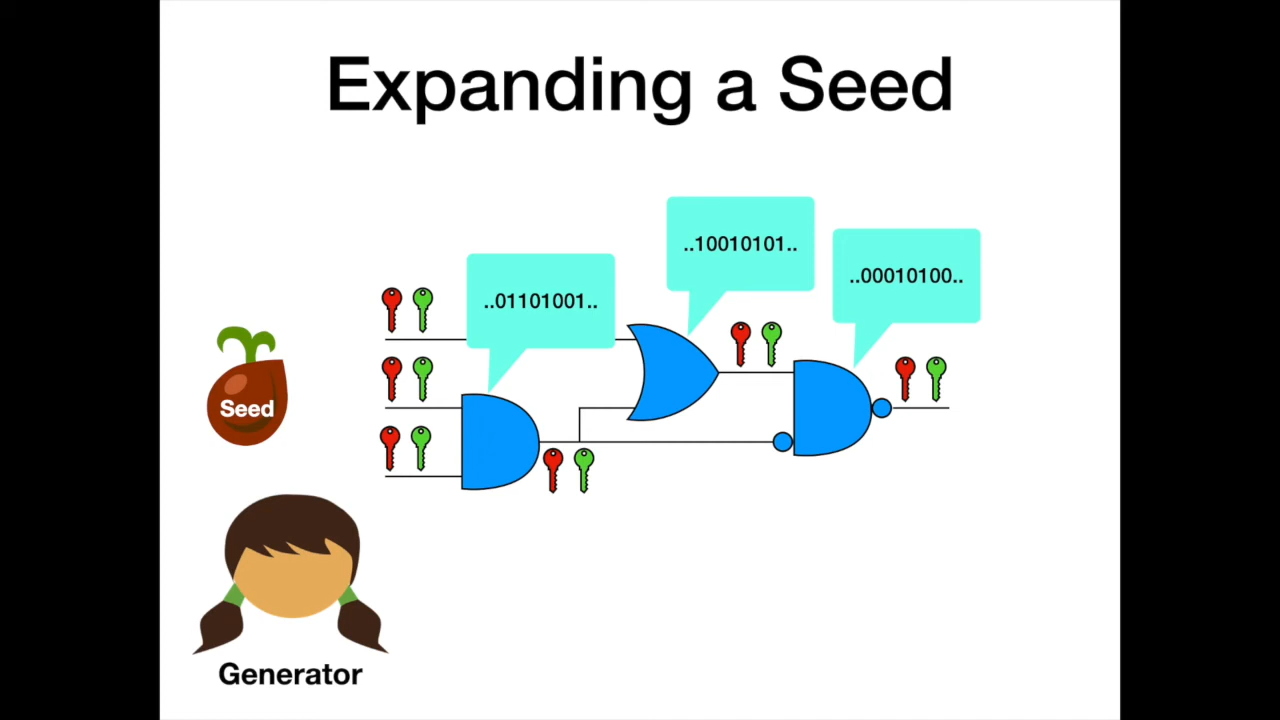 Expanding a Seed
..10010101..
..00010100..
..01101001..
Seed
Generator